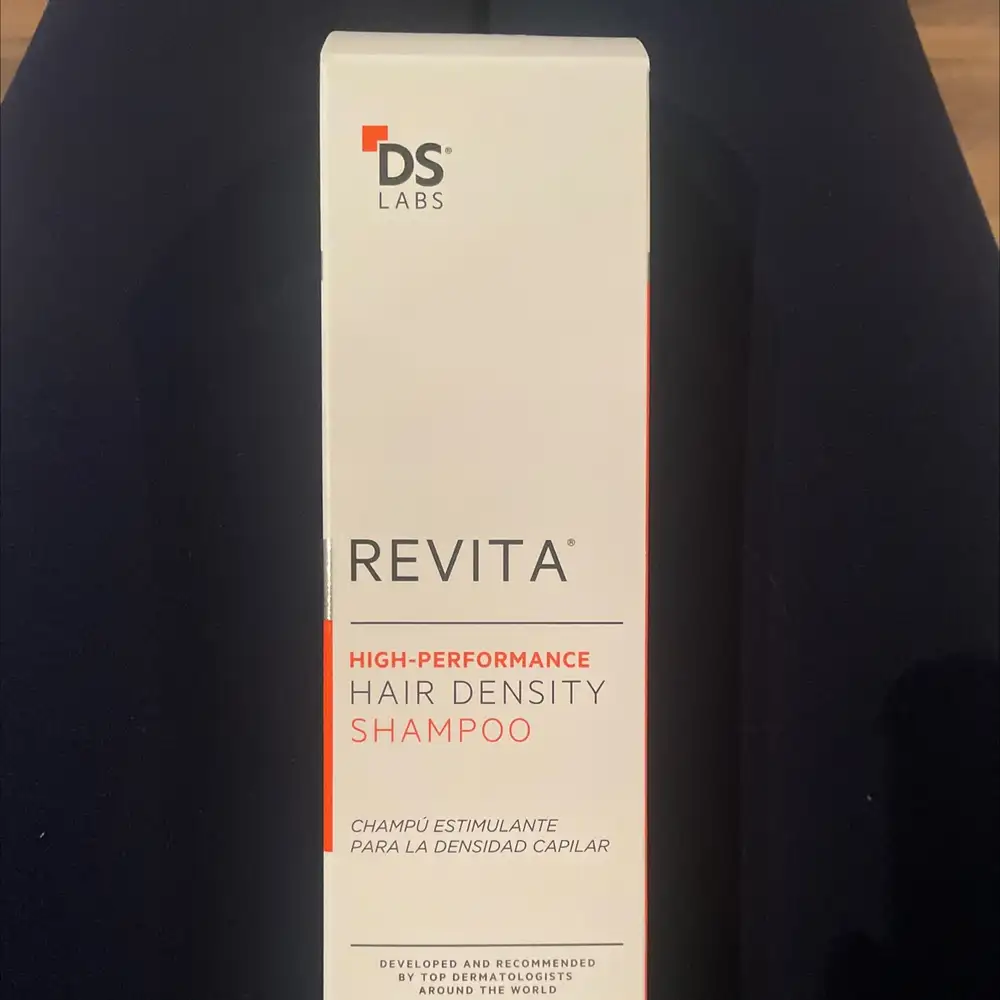 DS®
LABS
REVITA®
HIGH-PERFORMANCE
HAIR DENSITY
SHAMPOO
CHAMPÚ ESTIMULANTE
PARA LA DENSIDAD CAPILAR
DEVELOPED AND RECOMMENDED
BY TOP DERMATOLOGISTS
AROUND THE WORLD